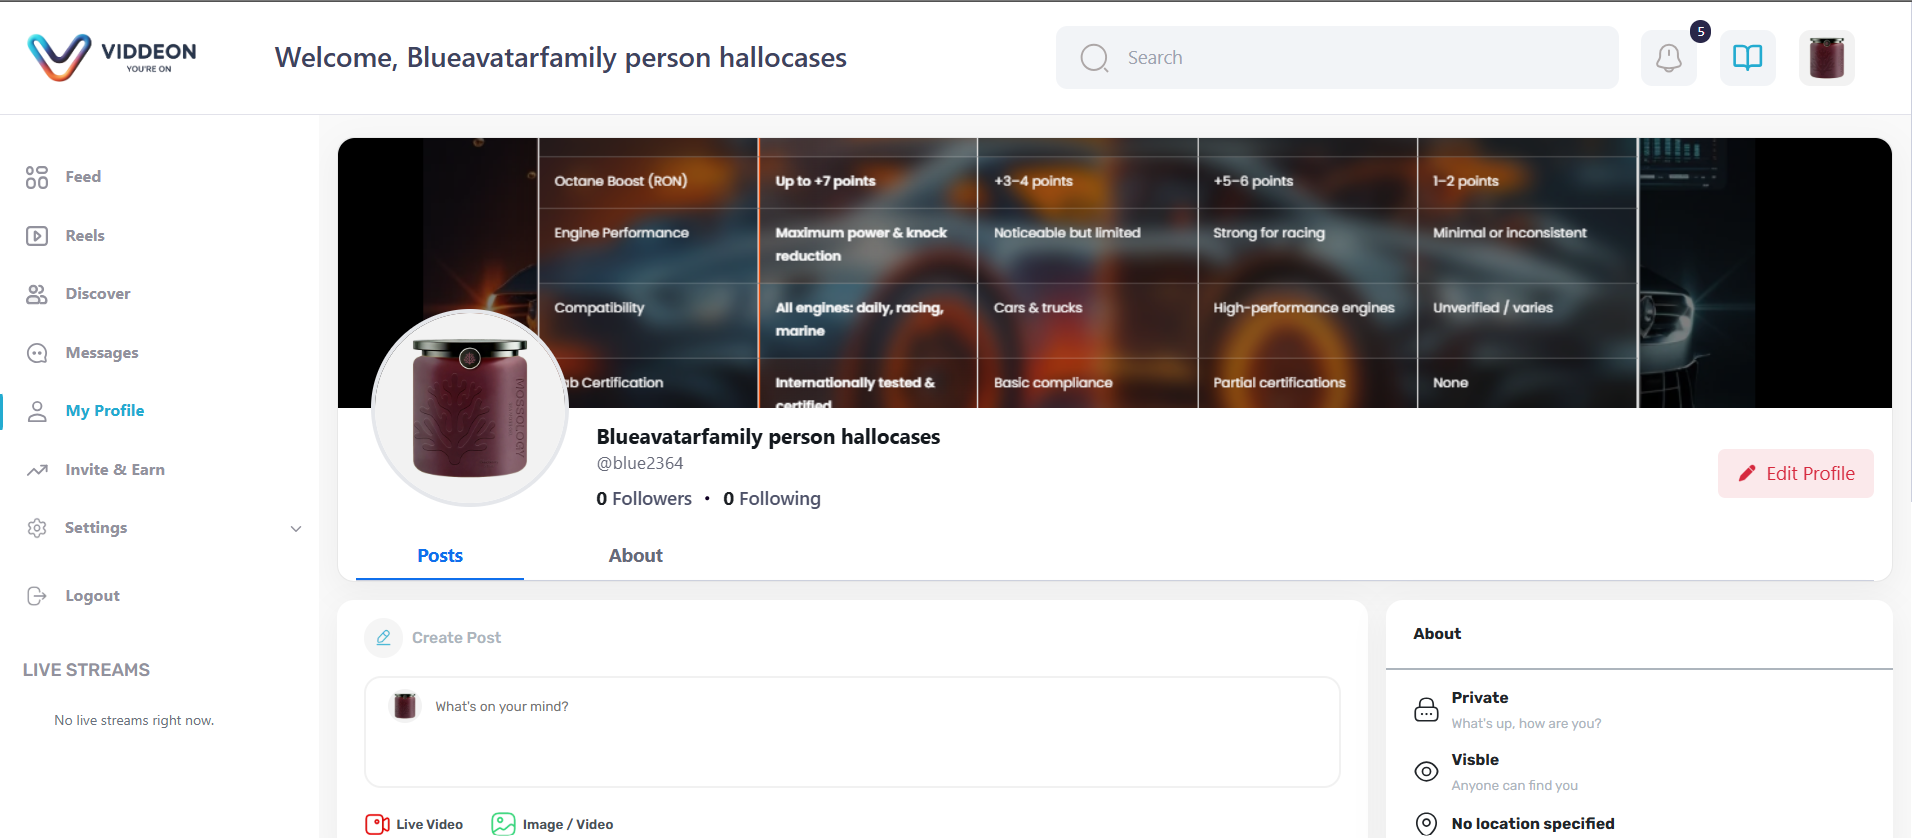 VIDDEON
YOU'RE ON
Welcome, Blueavatarfamily person hallocases
Search
5
Feed
Reels
Discover
Messages
My Profile
Invite & Earn
Settings
Logout
LIVE STREAMS
No live streams right now.
Octane Boost (RON) Up to +7 points +3–4 points +5–6 points 1–2 points
Engine Performance Maximum power & knock Noticeable but limited Strong for racing Minimal or inconsistent
reduction
Compatibility All engines: daily, racing, Cars & trucks High-performance engines Unverified / varies
marine
ab Certification Internationally tested & Basic compliance Partial certifications None
certified
MOSSOLOGY
Blueavatarfamily person hallocases
@blue2364
0 Followers • 0 Following
Edit Profile
Posts About
Create Post
What's on your mind?
Live Video Image / Video
About
Private
What's up, how are you?
Visble
Anyone can find you
No location specified